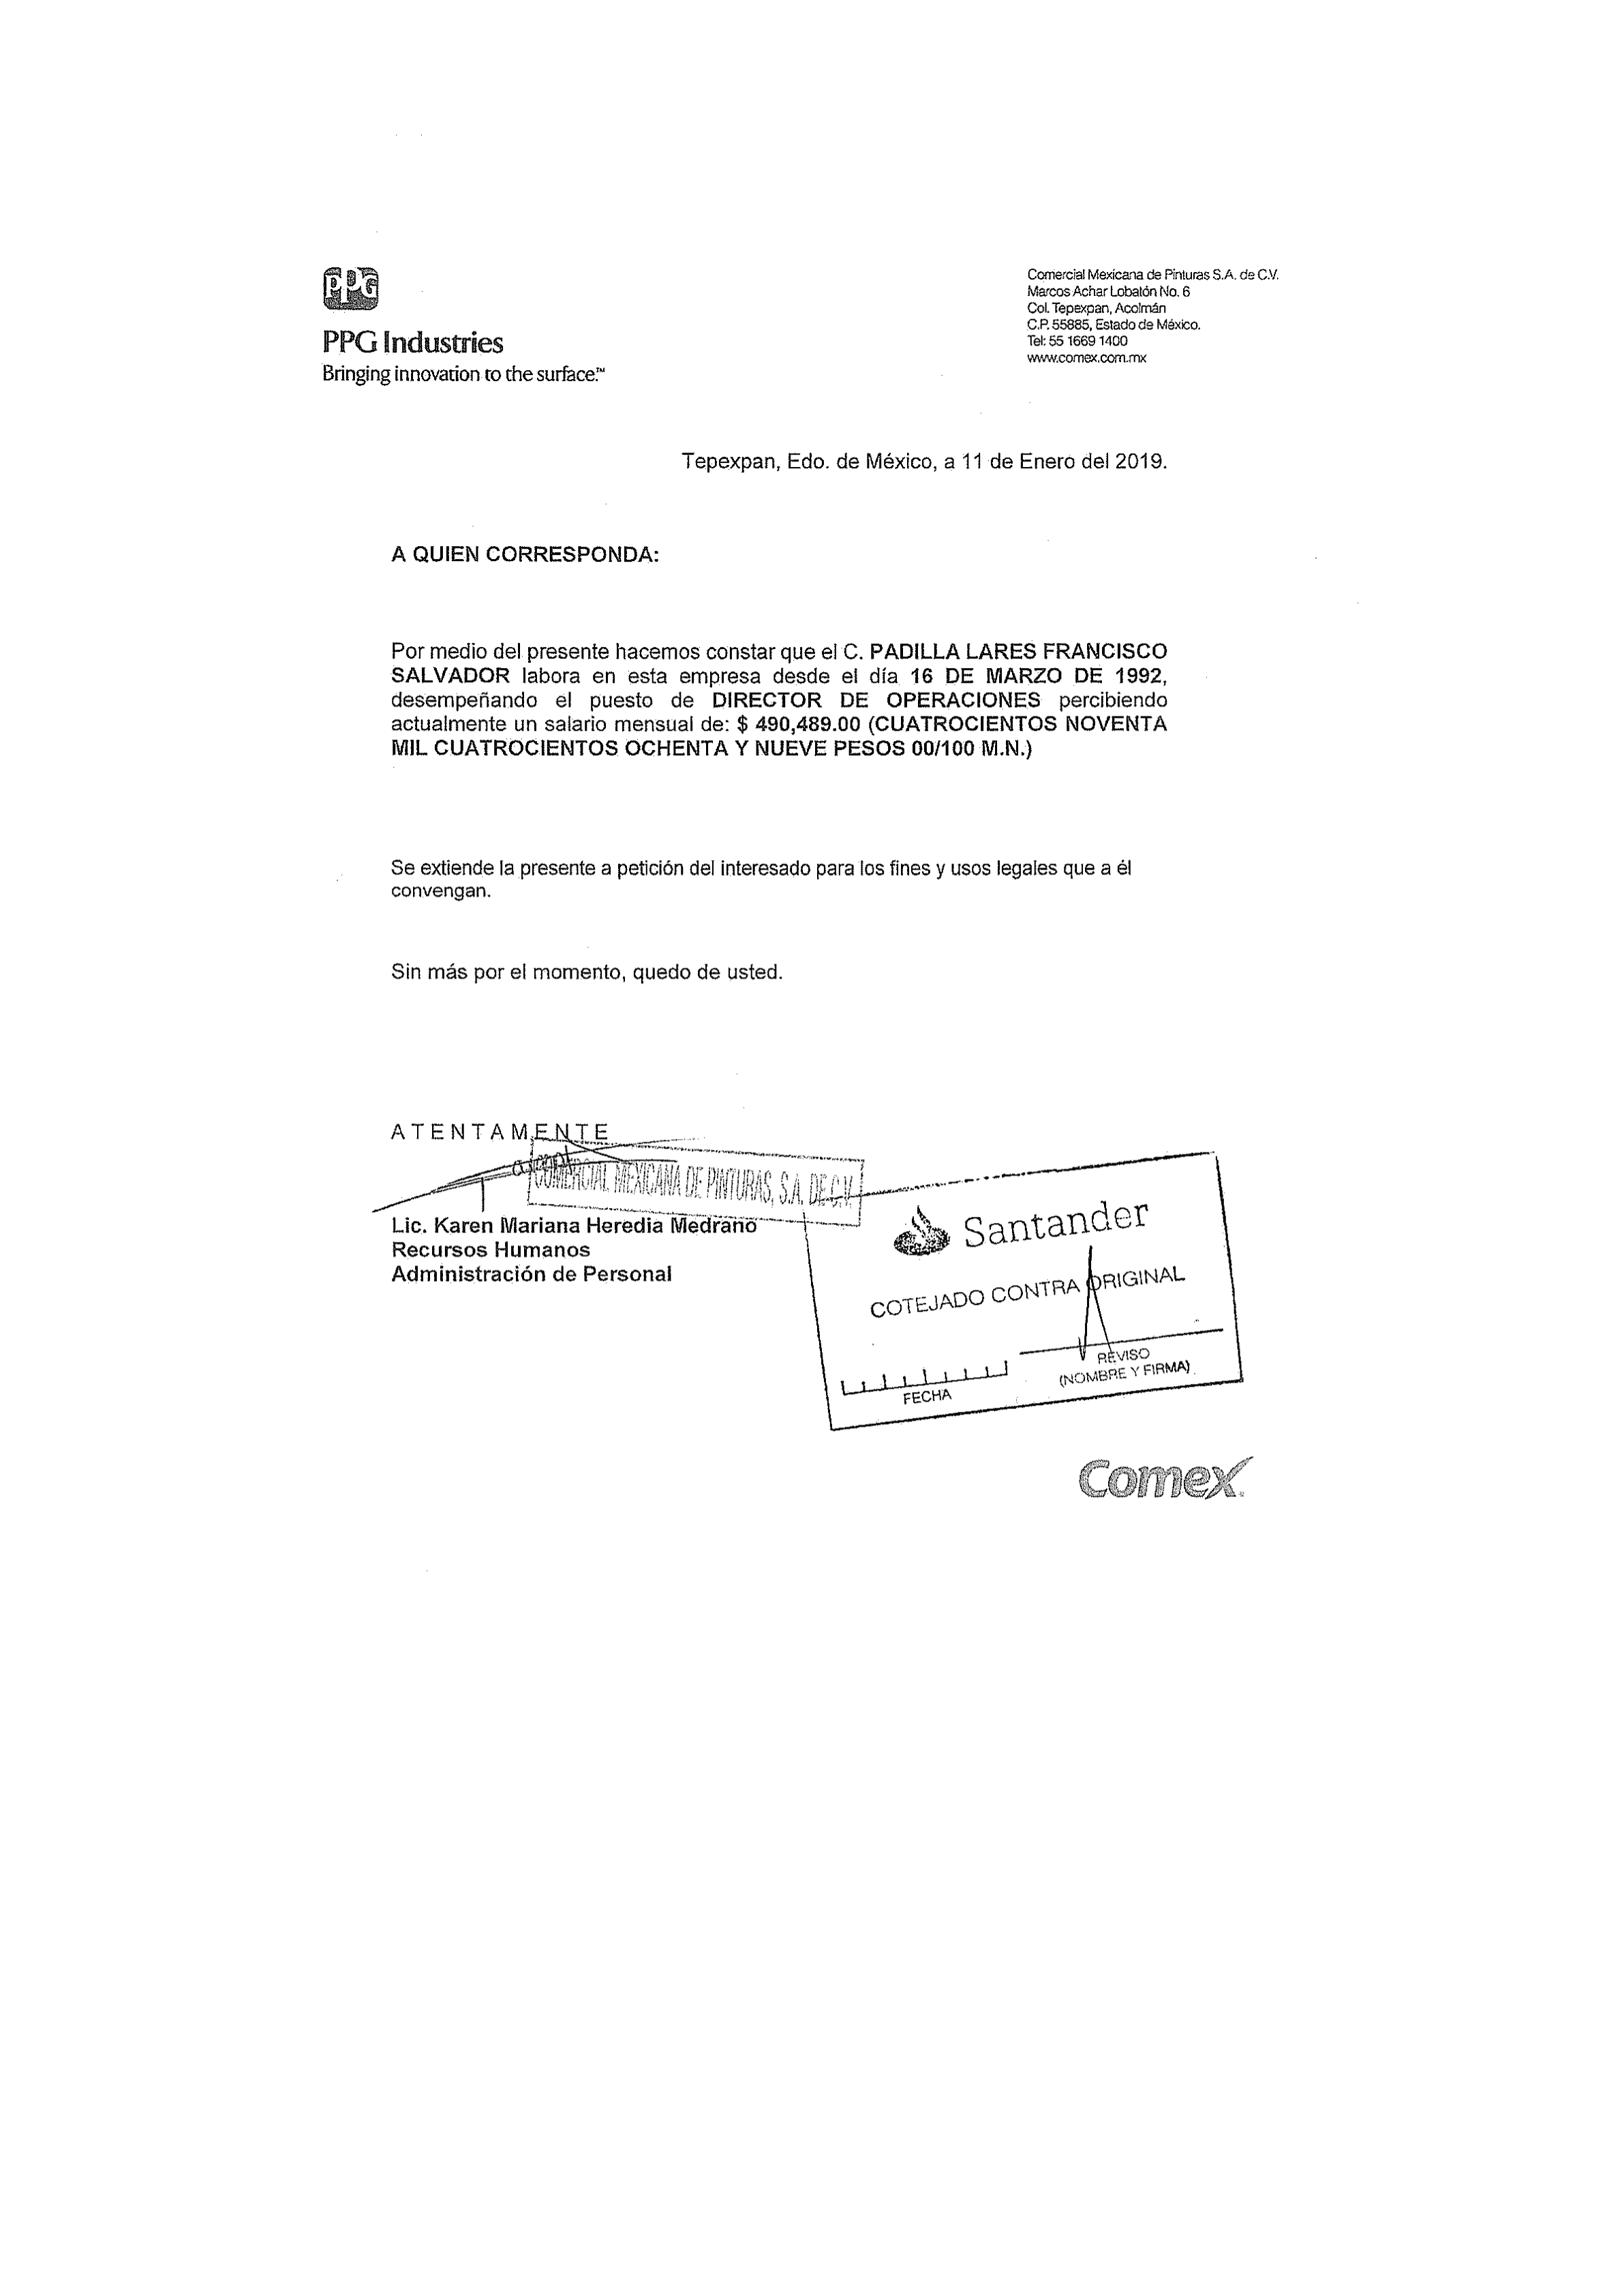 PPG
PPG Industries
Bringing innovation to the surface.™
Comercial Mexicana de Pinturas S.A. de C.V.
Marcos Achar Lobatón No. 6
Col. Tepexpan, Acolmán
C.P. 55885, Estado de México.
Tel: 55 1669 1400
www.comex.com.mx
Tepexpan, Edo. de México, a 11 de Enero del 2019.
A QUIEN CORRESPONDA:
Por medio del presente hacemos constar que el C. PADILLA LARES FRANCISCO
SALVADOR labora en esta empresa desde el día 16 DE MARZO DE 1992,
desempeñando el puesto de DIRECTOR DE OPERACIONES percibiendo
actualmente un salario mensual de: $ 490,489.00 (CUATROCIENTOS NOVENTA
MIL CUATROCIENTOS OCHENTA Y NUEVE PESOS 00/100 M.N.)
Se extiende la presente a petición del interesado para los fines y usos legales que a él
convengan.
Sin más por el momento, quedo de usted.
ATENTAMENTE
COMERCIAL MEXICANA DE PINTURAS, S.A. DE C.V.
Lic. Karen Mariana Heredia Medrano
Recursos Humanos
Administración de Personal
Santander
COTEJADO CONTRA ORIGINAL
FECHA
REVISO
(NOMBRE Y FIRMA)
Comex